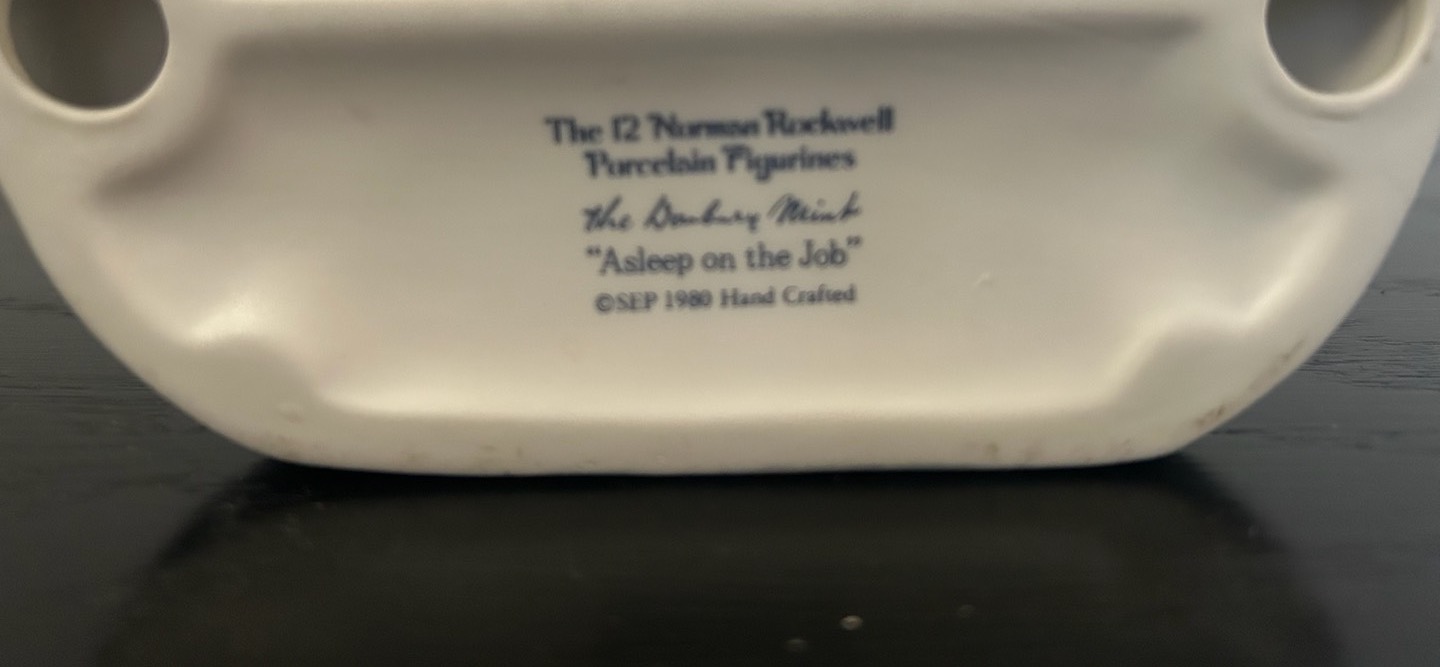 The 12 Norman Rockwell
Porcelain Figurines
the Danbury Mint
“Asleep on the Job”
©SEP 1980 Hand Crafted